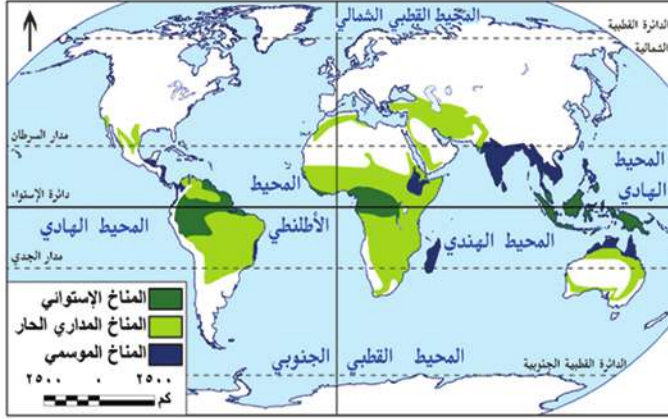 المحيط القطبي الشمالي
الدائرة القطبية
الشمالية
مدار السرطان
المحيط
الهادي
المحيط
دائرة الإستواء
الأطلنطي
المحيط الهادي
المحيط الهندي
مدار الجدي
المناخ الإستوائي
المناخ المداري الحار
المناخ الموسمي
المحيط القطبي الجنوبي
الدائرة القطبية الجنوبية
٢٥٠٠ ٠ ٢٥٠٠
كم